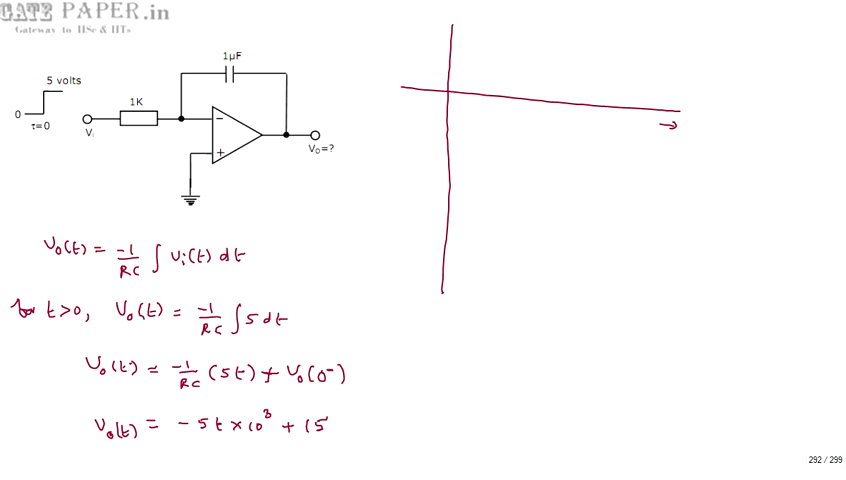 GATE PAPER.in
Gateway to IISc & IITs
1μF
5 volts
1K
0
τ=0
Vi
−
+
Vo=?
Vo(t) = -1/RC ∫ Vi(t) dt
for t>0, Vo(t) = -1/RC ∫ 5 dt
Vo(t) = -1/RC (5t) + Vo(0⁻)
Vo(t) = -5t × 10³ + 15
292 / 299